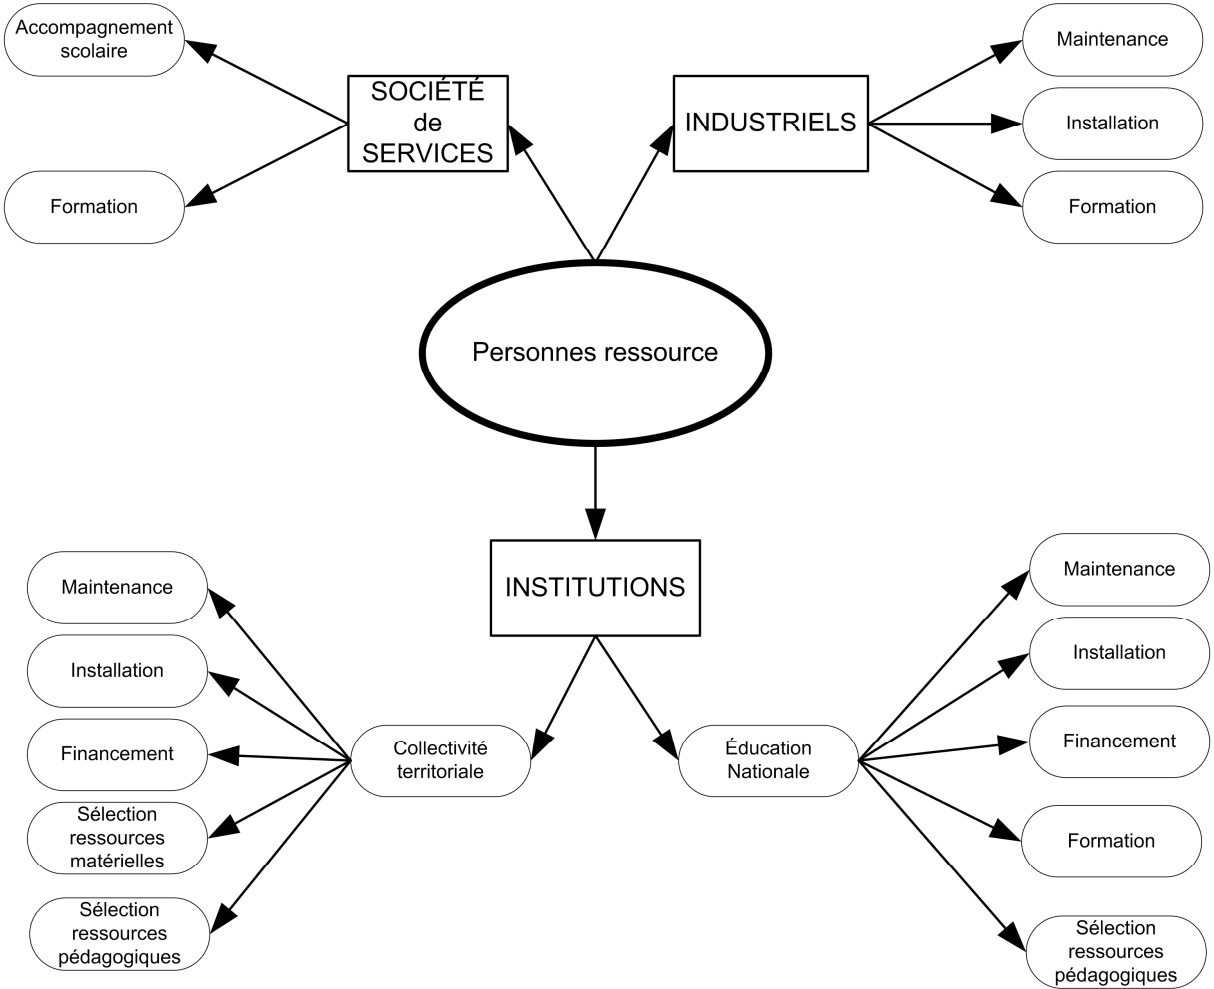 Accompagnement
scolaire
Formation
SOCIÉTÉ
de
SERVICES
INDUSTRIELS
Maintenance
Installation
Formation
Personnes ressource
INSTITUTIONS
Collectivité
territoriale
Maintenance
Installation
Financement
Sélection
ressources
matérielles
Sélection
ressources
pédagogiques
Éducation
Nationale
Maintenance
Installation
Financement
Formation
Sélection
ressources
pédagogiques